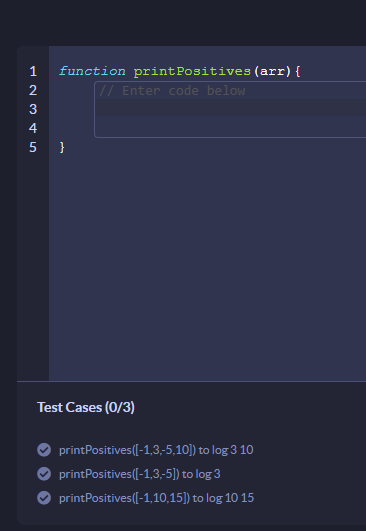 1 function printPositives(arr){
2 // Enter code below
3
4
5 }
Test Cases (0/3)
printPositives([-1,3,-5,10]) to log 3 10
printPositives([-1,3,-5]) to log 3
printPositives([-1,10,15]) to log 10 15